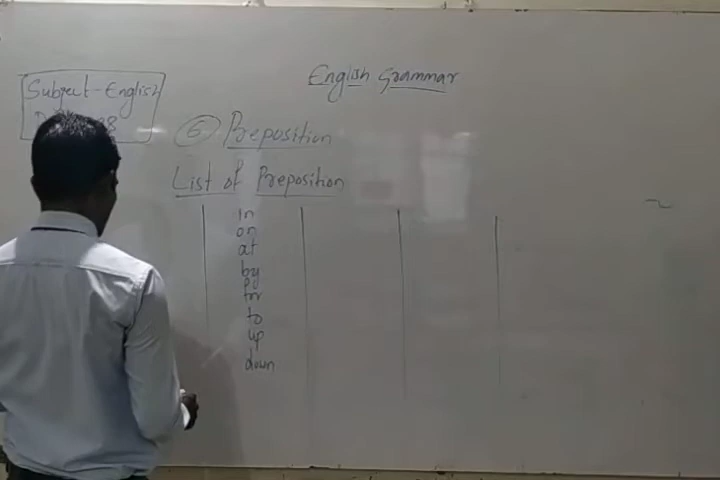 English Grammar
Subject - English
⑥ Preposition
List of Preposition
in
on
at
by
for
to
up
down